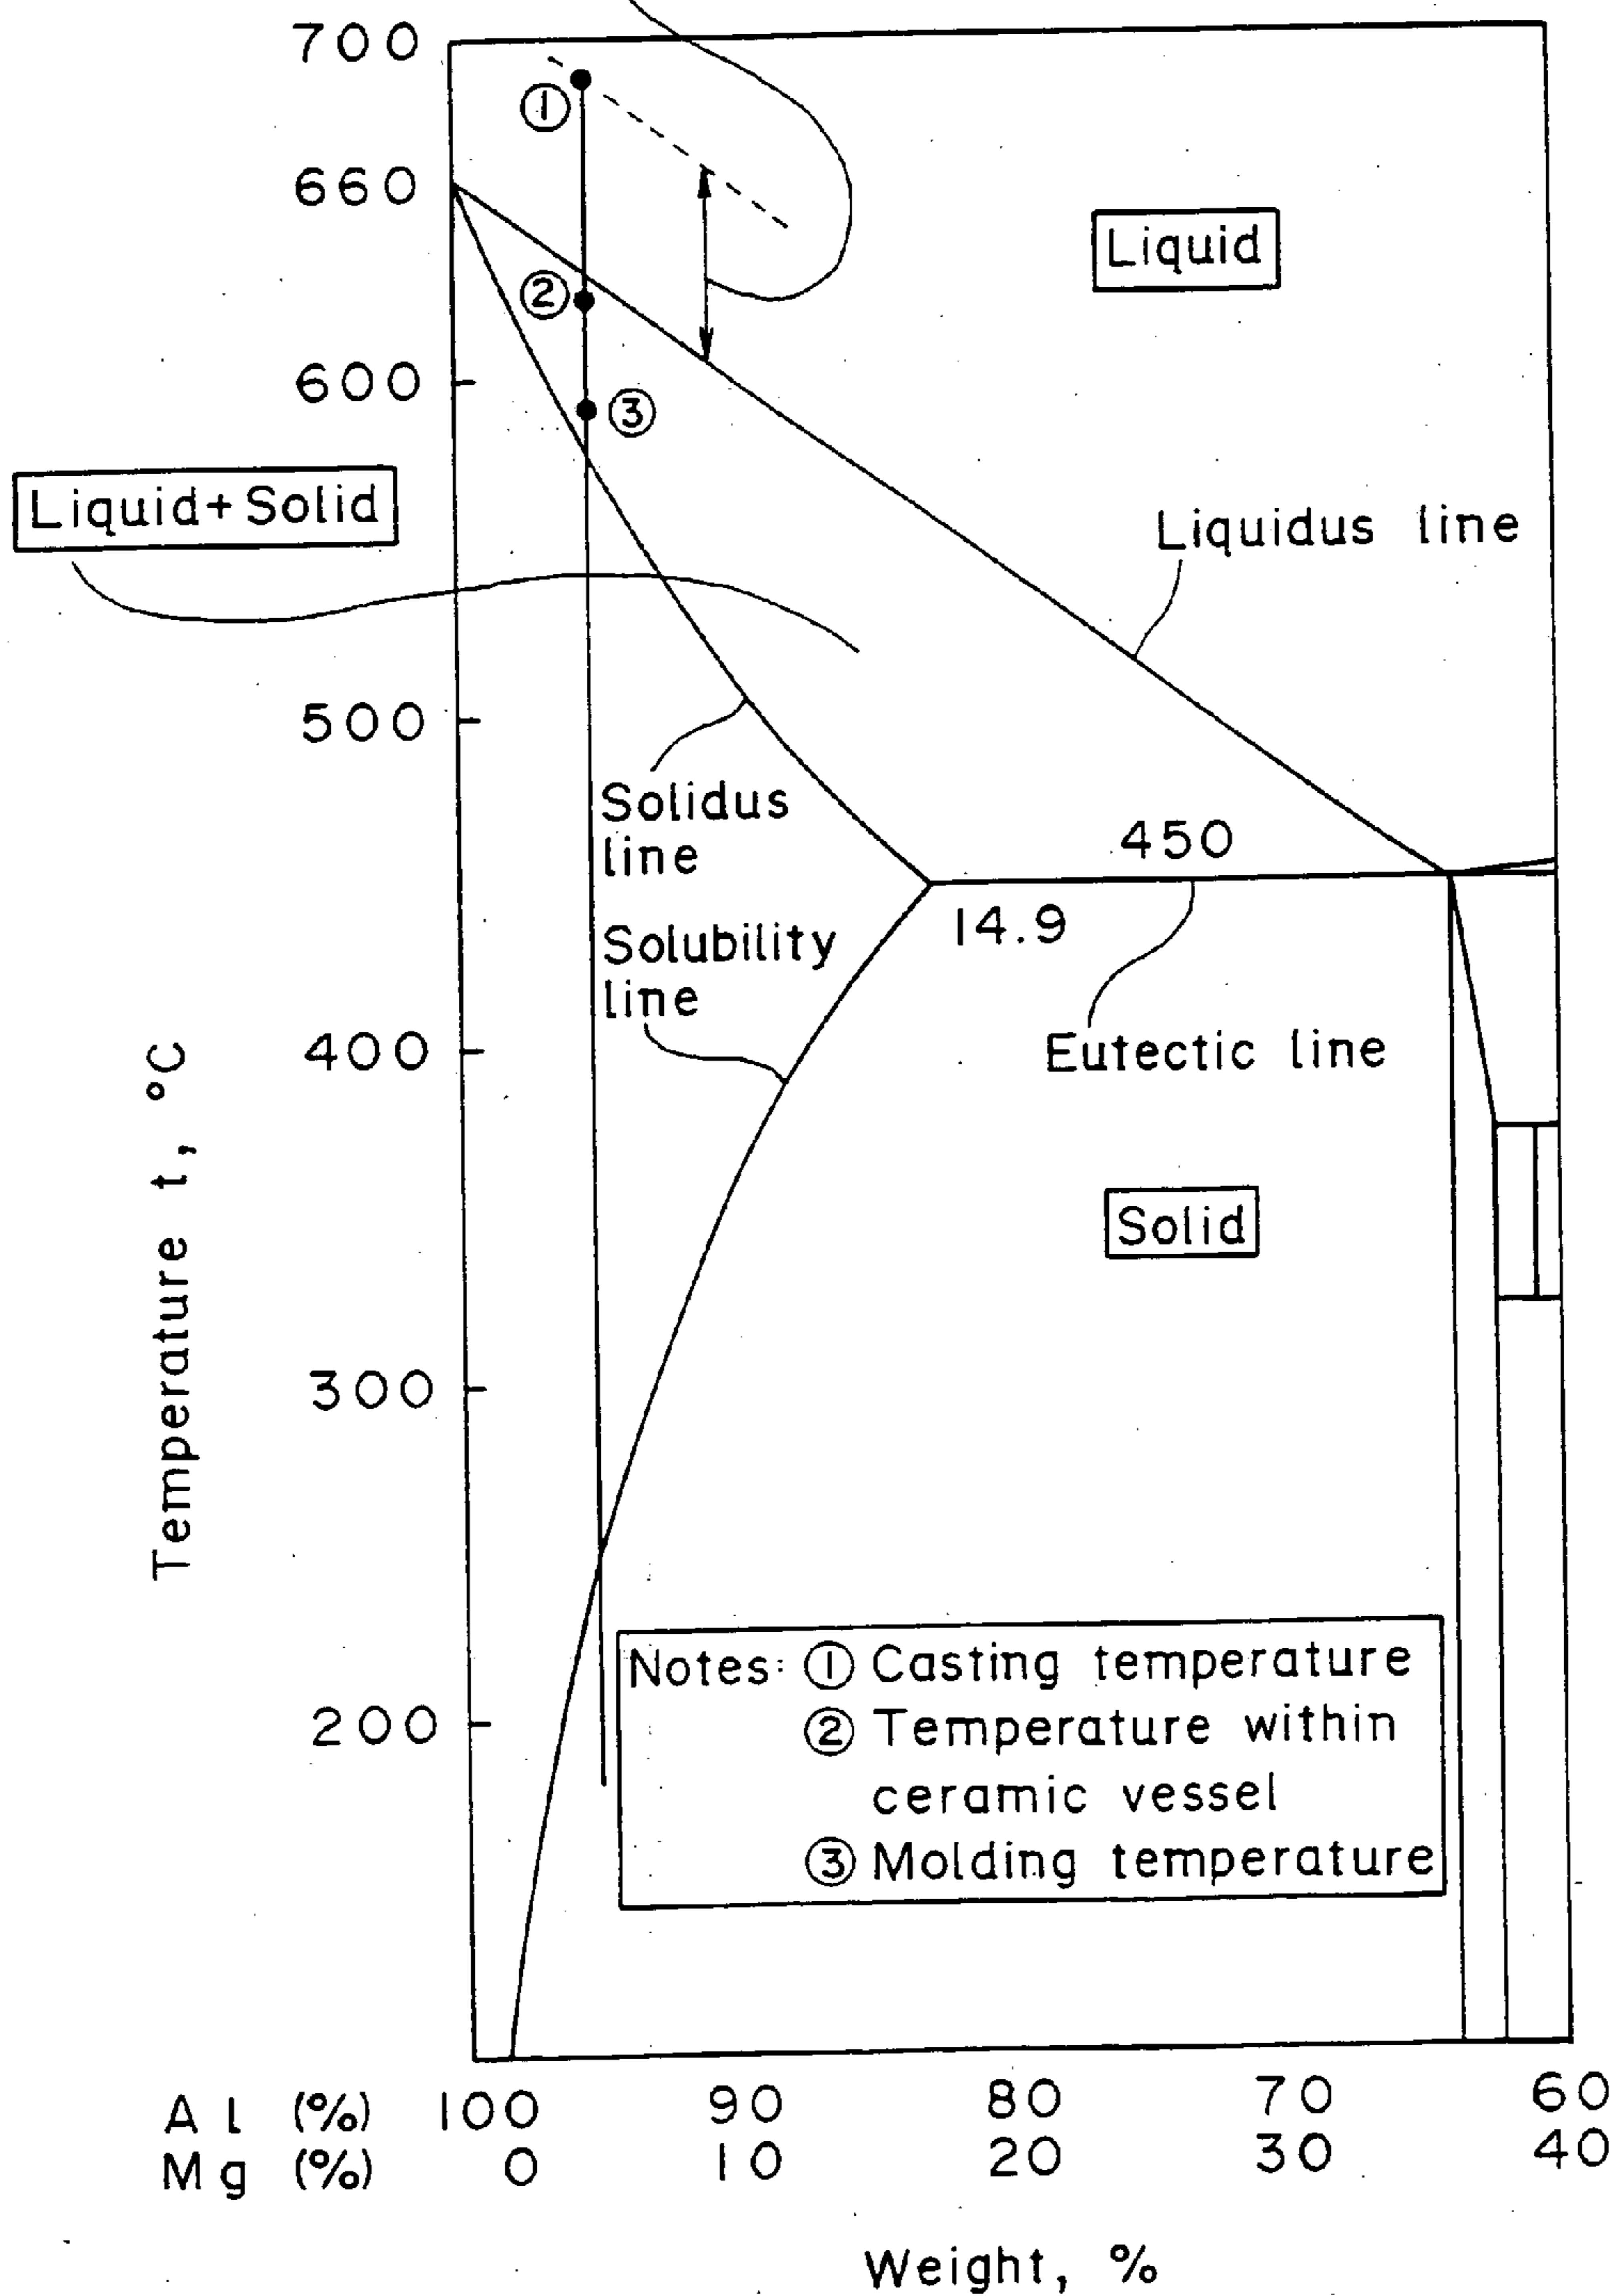 700
①
660
Liquid
②
600
③
Liquid+Solid
Liquidus line
500
Solidus
line
450
14.9
Solubility
line
400
Eutectic line
Temperature t, °C
Solid
300
Notes: ① Casting temperature
② Temperature within
ceramic vessel
③ Molding temperature
200
Al (%) 100 90 80 70 60
Mg (%) 0 10 20 30 40
Weight, %